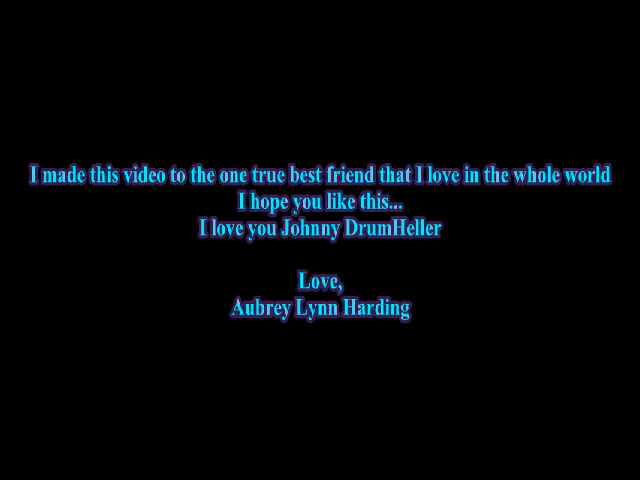 I made this video to the one true best friend that I love in the whole world
I hope you like this...
I love you Johnny DrumHeller
Love,
Aubrey Lynn Harding